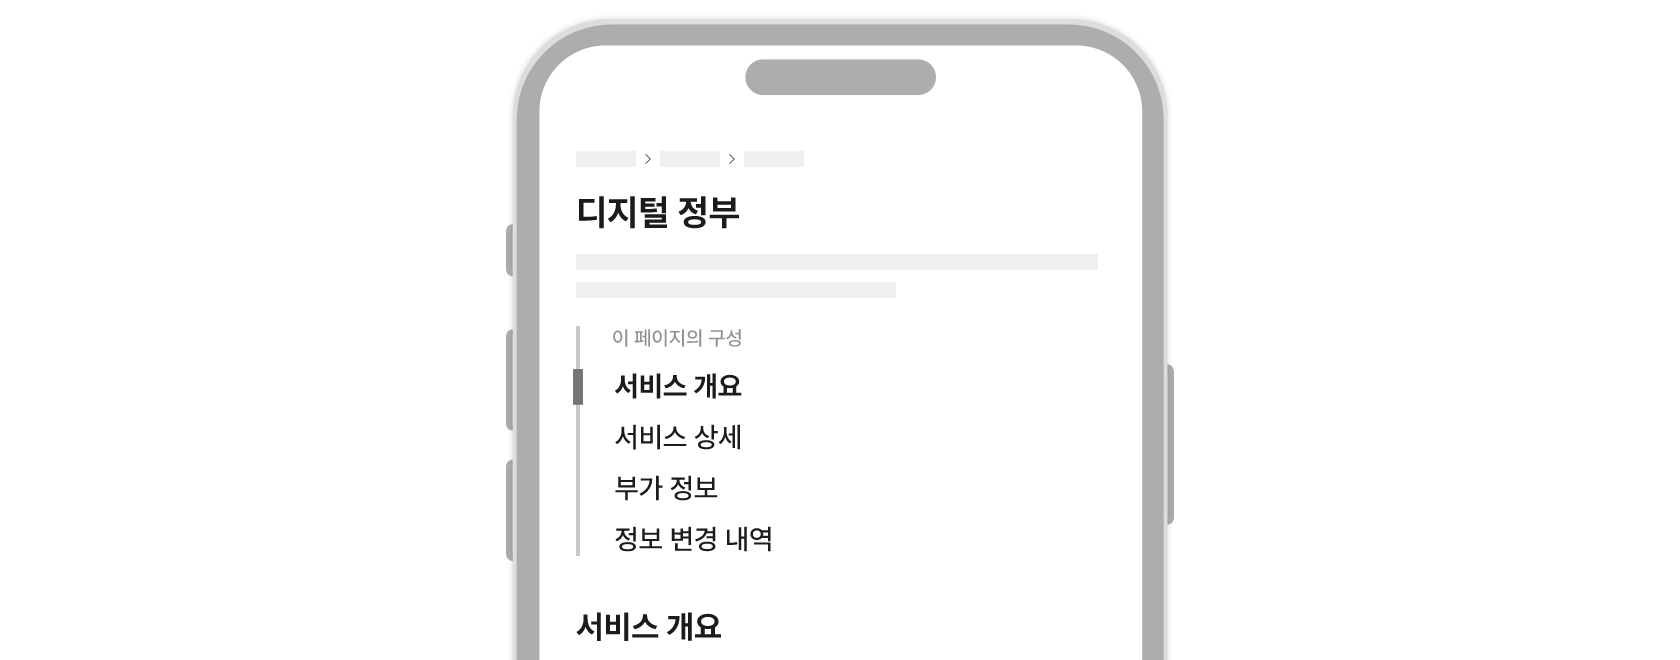 디지털 정부
이 페이지의 구성
서비스 개요
서비스 상세
부가 정보
정보 변경 내역
서비스 개요